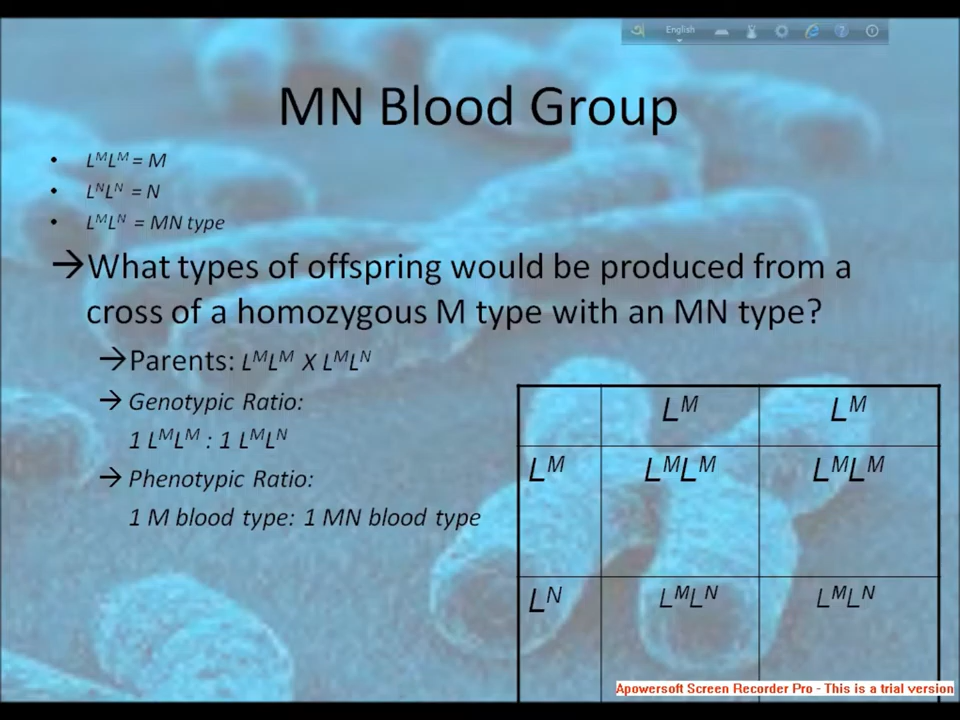 English
MN Blood Group
• LᴹLᴹ = M
• LᴺLᴺ = N
• LᴹLᴺ = MN type
→What types of offspring would be produced from a
cross of a homozygous M type with an MN type?
→Parents: LᴹLᴹ X LᴹLᴺ
→ Genotypic Ratio:
1 LᴹLᴹ : 1 LᴹLᴺ
→ Phenotypic Ratio:
1 M blood type: 1 MN blood type
Lᴹ Lᴹ
Lᴹ LᴹLᴹ LᴹLᴹ
Lᴺ LᴹLᴺ LᴹLᴺ
Apowersoft Screen Recorder Pro - This is a trial version